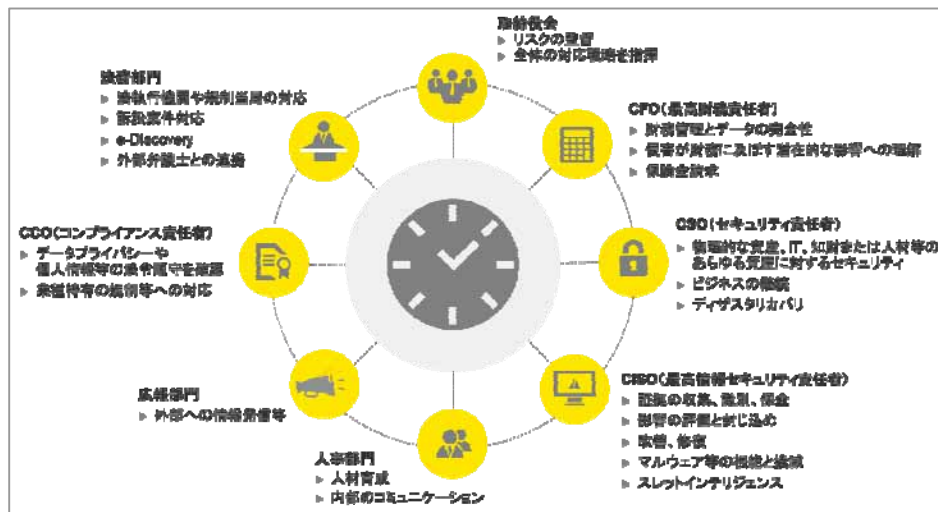 取締役会
リスクの監督
全体の対応戦略を指揮
法務部門
法執行機関や規制当局の対応
訴訟案件対応
e-Discovery
外部弁護士との連携
CFO（最高財務責任者）
財務管理とデータの完全性
侵害が財務に及ぼす潜在的な影響への理解
保険金請求
CCO（コンプライアンス責任者）
データプライバシーや
個人情報等の法令遵守を確認
業種特有の規制等への対応
CSO（セキュリティ責任者）
物理的な資産、IT、知財または人材等の
あらゆる資産に対するセキュリティ
ビジネスの継続
ディザスタリカバリ
広報部門
外部への情報発信等
人事部門
人材育成
内部のコミュニケーション
CISO（最高情報セキュリティ責任者）
証拠の収集、識別、保全
影響の評価と封じ込め
改善、修復
マルウェア等の根絶と撲滅
スレットインテリジェンス